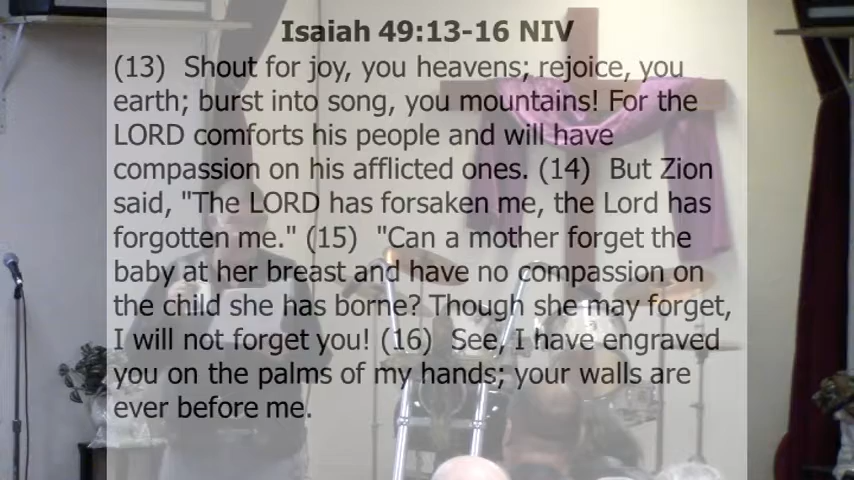 Isaiah 49:13-16 NIV
(13) Shout for joy, you heavens; rejoice, you
earth; burst into song, you mountains! For the
LORD comforts his people and will have
compassion on his afflicted ones. (14) But Zion
said, "The LORD has forsaken me, the Lord has
forgotten me." (15) "Can a mother forget the
baby at her breast and have no compassion on
the child she has borne? Though she may forget,
I will not forget you! (16) See, I have engraved
you on the palms of my hands; your walls are
ever before me.